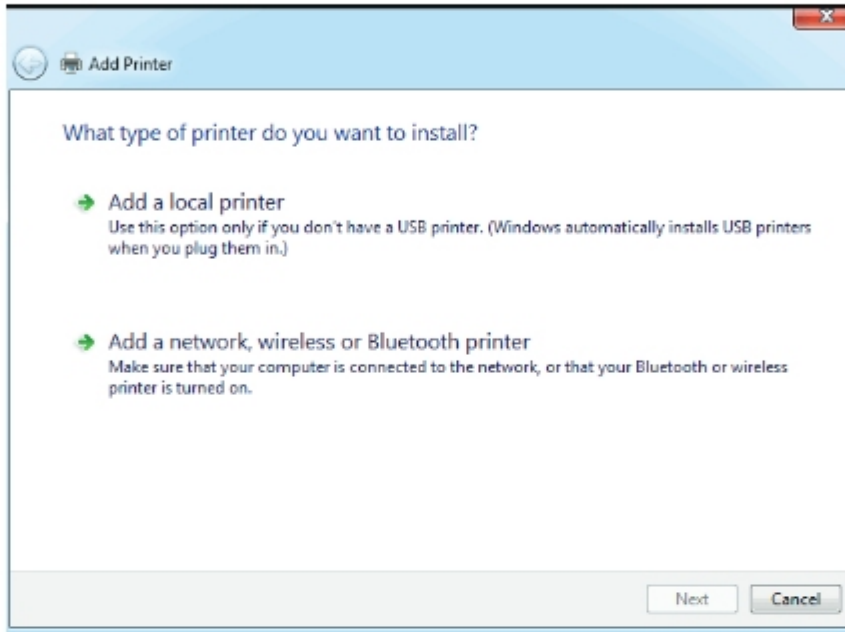 Add Printer
What type of printer do you want to install?
Add a local printer
Use this option only if you don't have a USB printer. (Windows automatically installs USB printers
when you plug them in.)
Add a network, wireless or Bluetooth printer
Make sure that your computer is connected to the network, or that your Bluetooth or wireless
printer is turned on.
Next
Cancel